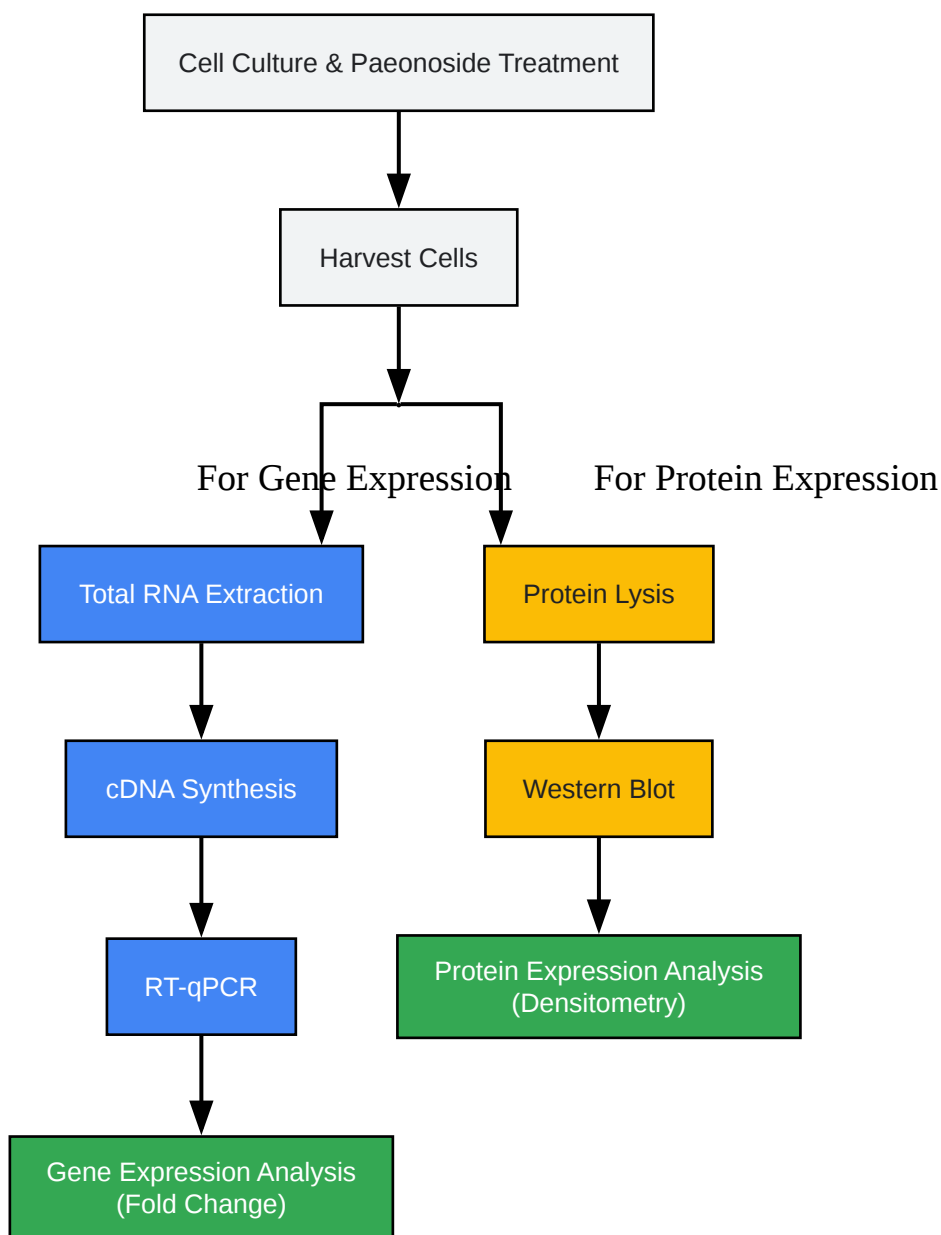 Cell Culture & Paeonoside Treatment
Harvest Cells
For Gene Expression
For Protein Expression
Total RNA Extraction
Protein Lysis
cDNA Synthesis
Western Blot
RT-qPCR
Protein Expression Analysis
(Densitometry)
Gene Expression Analysis
(Fold Change)